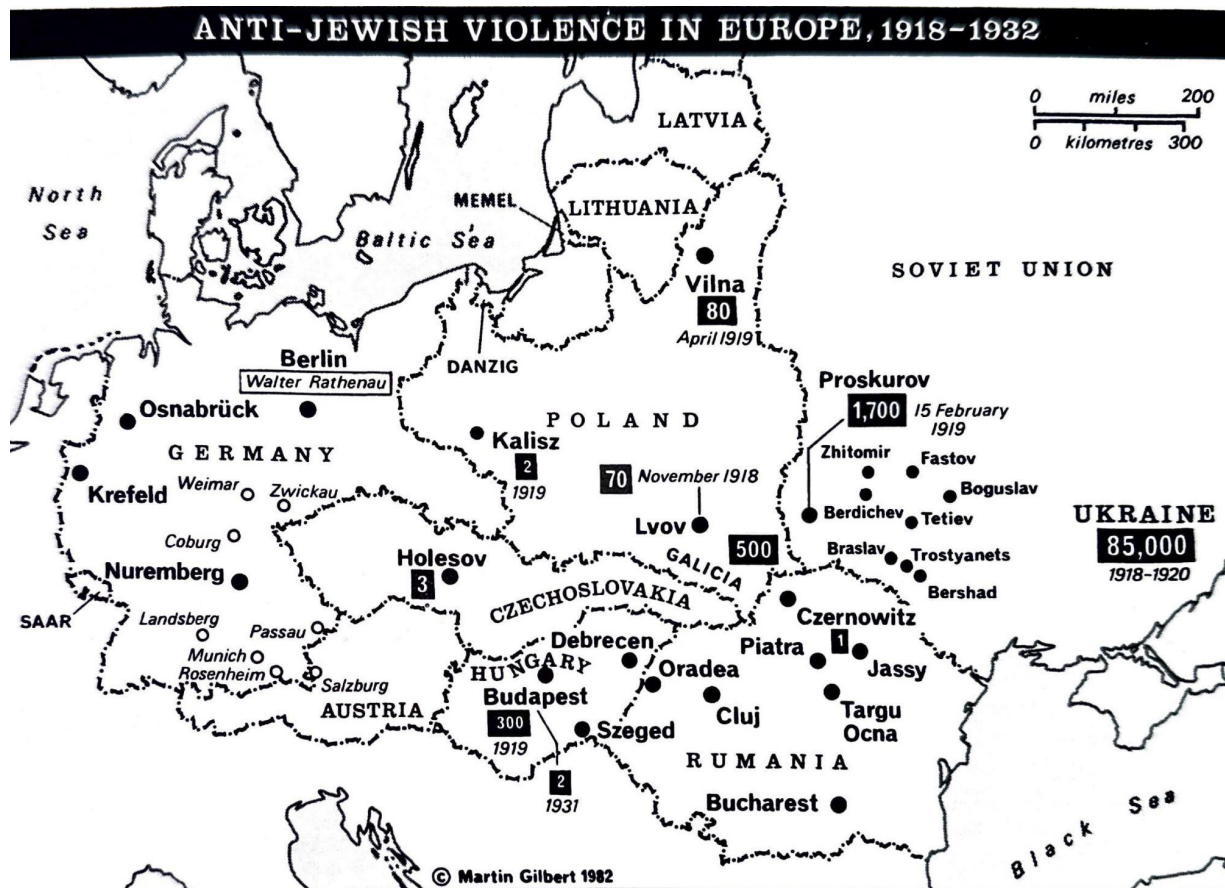 ANTI-JEWISH VIOLENCE IN EUROPE, 1918-1932
0 miles 200
0 kilometres 300
North
Sea
Baltic Sea
LATVIA
MEMEL
LITHUANIA
Vilna
80
April 1919
SOVIET UNION
DANZIG
Berlin
Walter Rathenau
Osnabrück
GERMANY
Krefeld
Weimar
Zwickau
Coburg
Nuremberg
SAAR
Landsberg
Passau
Munich
Rosenheim
Salzburg
AUSTRIA
POLAND
Kalisz
2
1919
70 November 1918
Lvov
GALICIA
500
Proskurov
1,700 15 February
1919
Zhitomir
Fastov
Boguslav
Berdichev
Tetiev
Braslav
Trostyanets
Bershad
UKRAINE
85,000
1918-1920
Holesov
3
CZECHOSLOVAKIA
HUNGARY
Debrecen
Budapest
300
1919
2
1931
Szeged
Oradea
Cluj
Czernowitz
1
Piatra
Jassy
Targu
Ocna
RUMANIA
Bucharest
Black Sea
© Martin Gilbert 1982